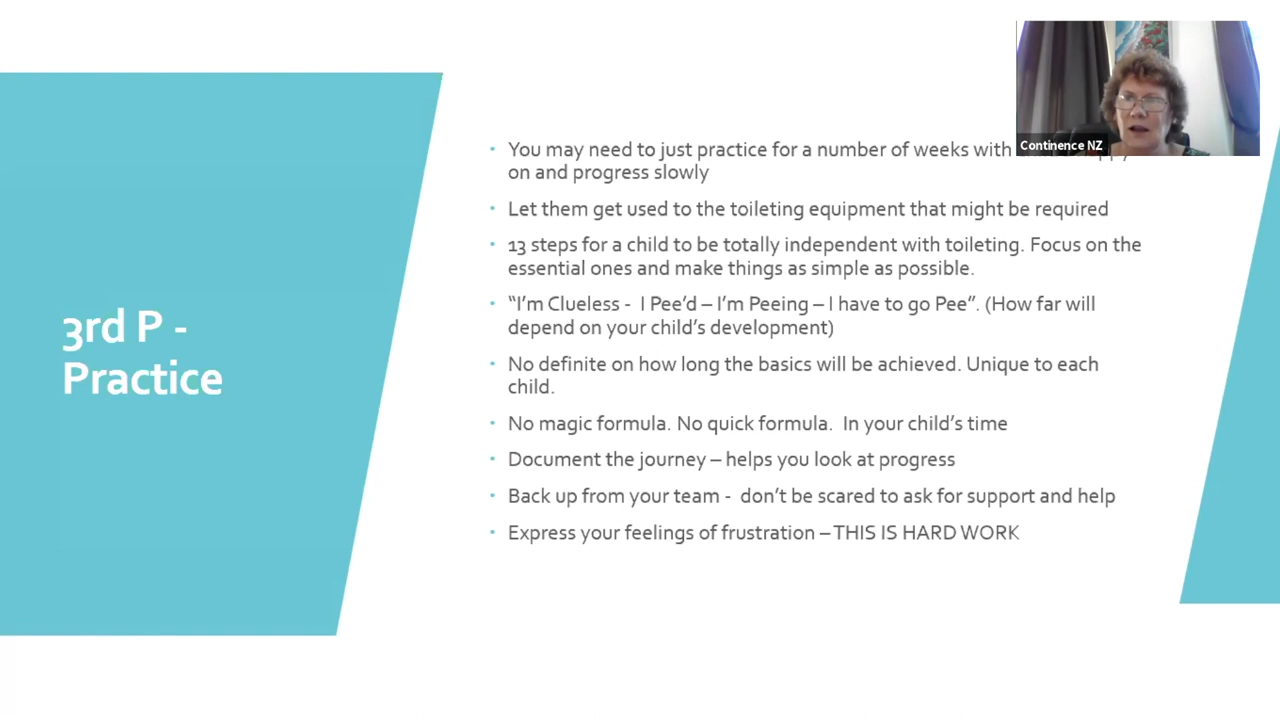 3rd P -
Practice
You may need to just practice for a number of weeks with
on and progress slowly
Let them get used to the toileting equipment that might be required
13 steps for a child to be totally independent with toileting. Focus on the
essential ones and make things as simple as possible.
“I’m Clueless -  I Pee’d – I’m Peeing – I have to go Pee”. (How far will
depend on your child’s development)
No definite on how long the basics will be achieved. Unique to each
child.
No magic formula. No quick formula.  In your child’s time
Document the journey – helps you look at progress
Back up from your team -  don’t be scared to ask for support and help
Express your feelings of frustration – THIS IS HARD WORK
Continence NZ